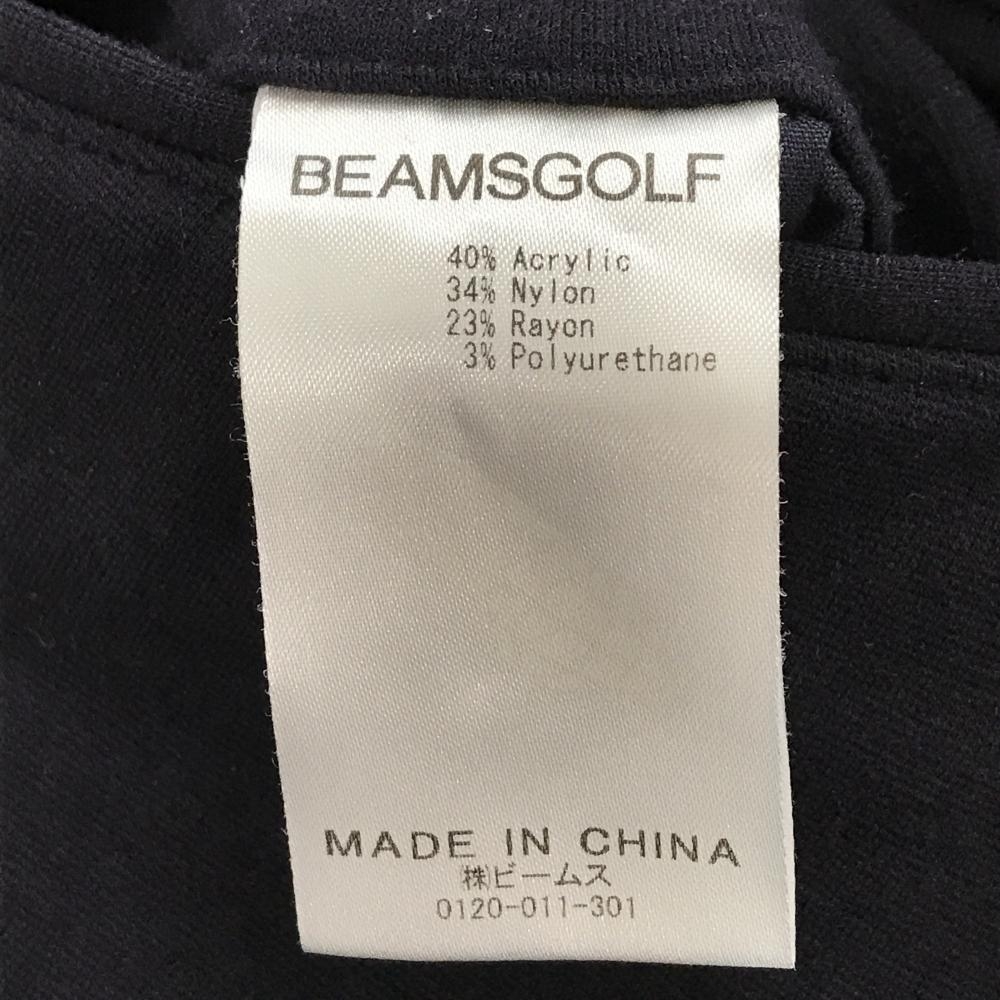 BEAMSGOLF
40% Acrylic
34% Nylon
23% Rayon
3% Polyurethane
MADE IN CHINA
㈱ビームス
0120-011-301